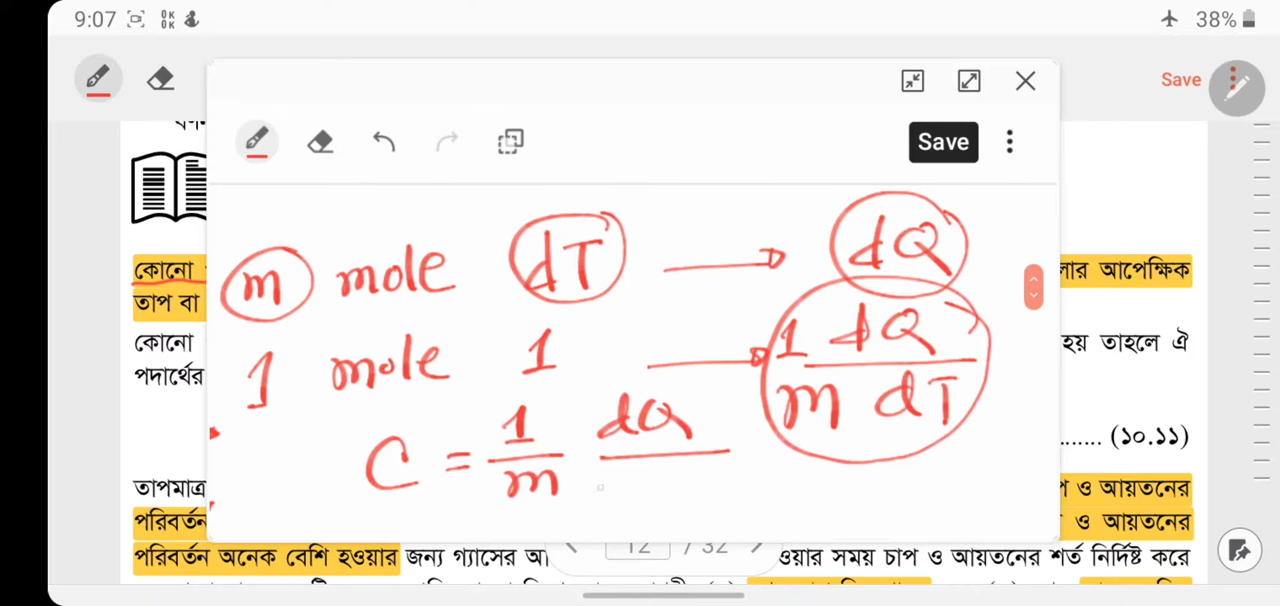 9:07 OK OK 38%
Save
Save
কোনো লার আপেক্ষিক
তাপ বা
কোনো হয় তাহলে ঐ
পদার্থের
m mole dT → dQ
1 mole 1 → 1 dQ / m dT
C = 1/m dQ
........ (১০.১১)
তাপমাত্র প ও আয়তনের
পরিবর্তন ও আয়তনের
পরিবর্তন অনেক বেশি হওয়ার জন্য গ্যাসের আ ওয়ার সময় চাপ ও আয়তনের শর্ত নির্দিষ্ট করে
12 / 32